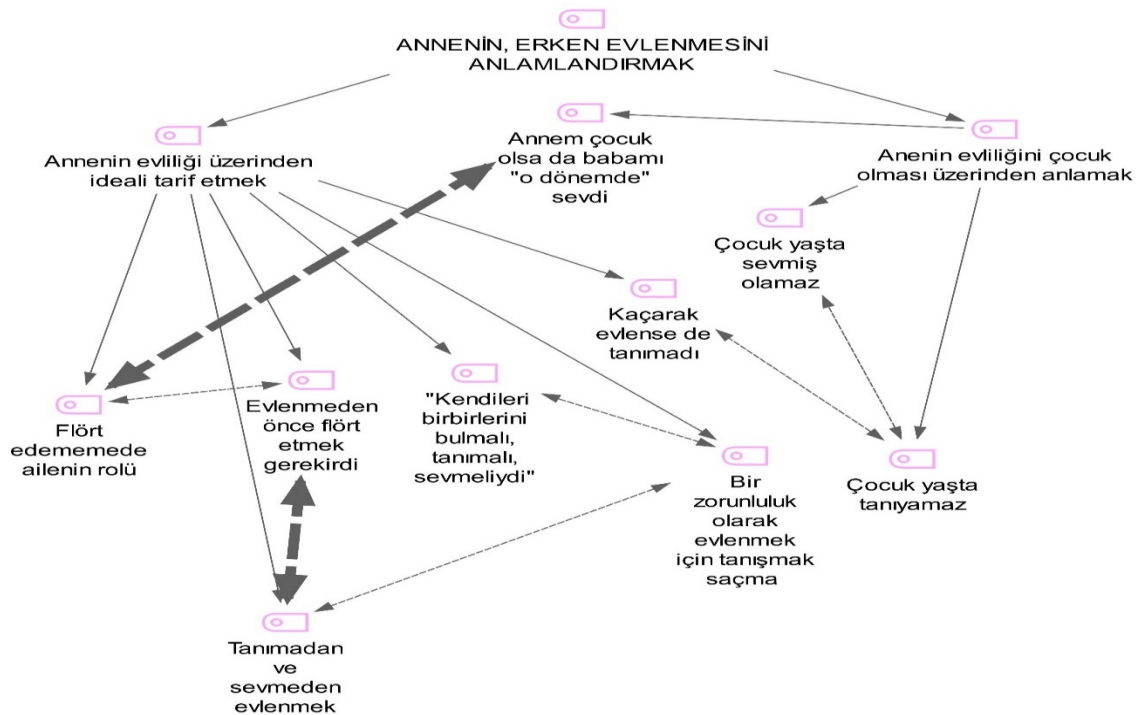 ANNENİN, ERKEN EVLENMESİNİ
ANLAMLANDIRMAK
Annenin evliliği üzerinden
ideali tarif etmek
Annem çocuk
olsa da babamı
"o dönemde"
sevdi
Anenin evliliğini çocuk
olması üzerinden anlamak
Çocuk yaşta
sevmiş
olamaz
Kaçarak
evlense de
tanımadı
Flört
edememede
ailenin rolü
Evlenmeden
önce flört
etmek
gerekirdi
"Kendileri
birbirlerini
bulmalı,
tanımalı,
sevmeliydi"
Bir
zorunluluk
olarak
evlenmek
için tanışmak
saçma
Çocuk yaşta
tanıyamaz
Tanımadan
ve
sevmeden
evlenmek